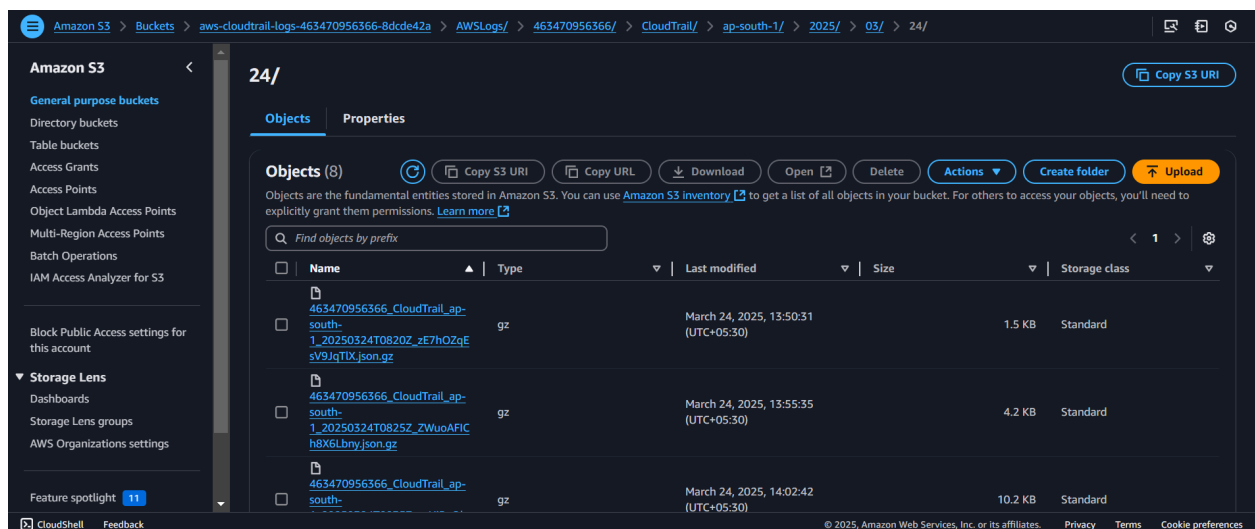 Amazon S3 > Buckets > aws-cloudtrail-logs-463470956366-8dcde42a > AWSLogs/ > 463470956366/ > CloudTrail/ > ap-south-1/ > 2025/ > 03/ > 24/
Amazon S3
General purpose buckets
Directory buckets
Table buckets
Access Grants
Access Points
Object Lambda Access Points
Multi-Region Access Points
Batch Operations
IAM Access Analyzer for S3
Block Public Access settings for
this account
Storage Lens
Dashboards
Storage Lens groups
AWS Organizations settings
Feature spotlight 11
24/
Copy S3 URI
Objects
Properties
Objects (8)
Copy S3 URI
Copy URL
Download
Open
Delete
Actions
Create folder
Upload
Objects are the fundamental entities stored in Amazon S3. You can use Amazon S3 inventory to get a list of all objects in your bucket. For others to access your objects, you'll need to
explicitly grant them permissions. Learn more
Find objects by prefix
1
Name Type Last modified Size Storage class
463470956366_CloudTrail_ap-
south-
1_20250324T0820Z_zE7hOZqE
sV9JqTlX.json.gz
gz
March 24, 2025, 13:50:31
(UTC+05:30)
1.5 KB
Standard
463470956366_CloudTrail_ap-
south-
1_20250324T0825Z_ZWuoAFIC
h8X6Lbny.json.gz
gz
March 24, 2025, 13:55:35
(UTC+05:30)
4.2 KB
Standard
463470956366_CloudTrail_ap-
south-
gz
March 24, 2025, 14:02:42
(UTC+05:30)
10.2 KB
Standard
CloudShell Feedback
© 2025, Amazon Web Services, Inc. or its affiliates. Privacy Terms Cookie preferences